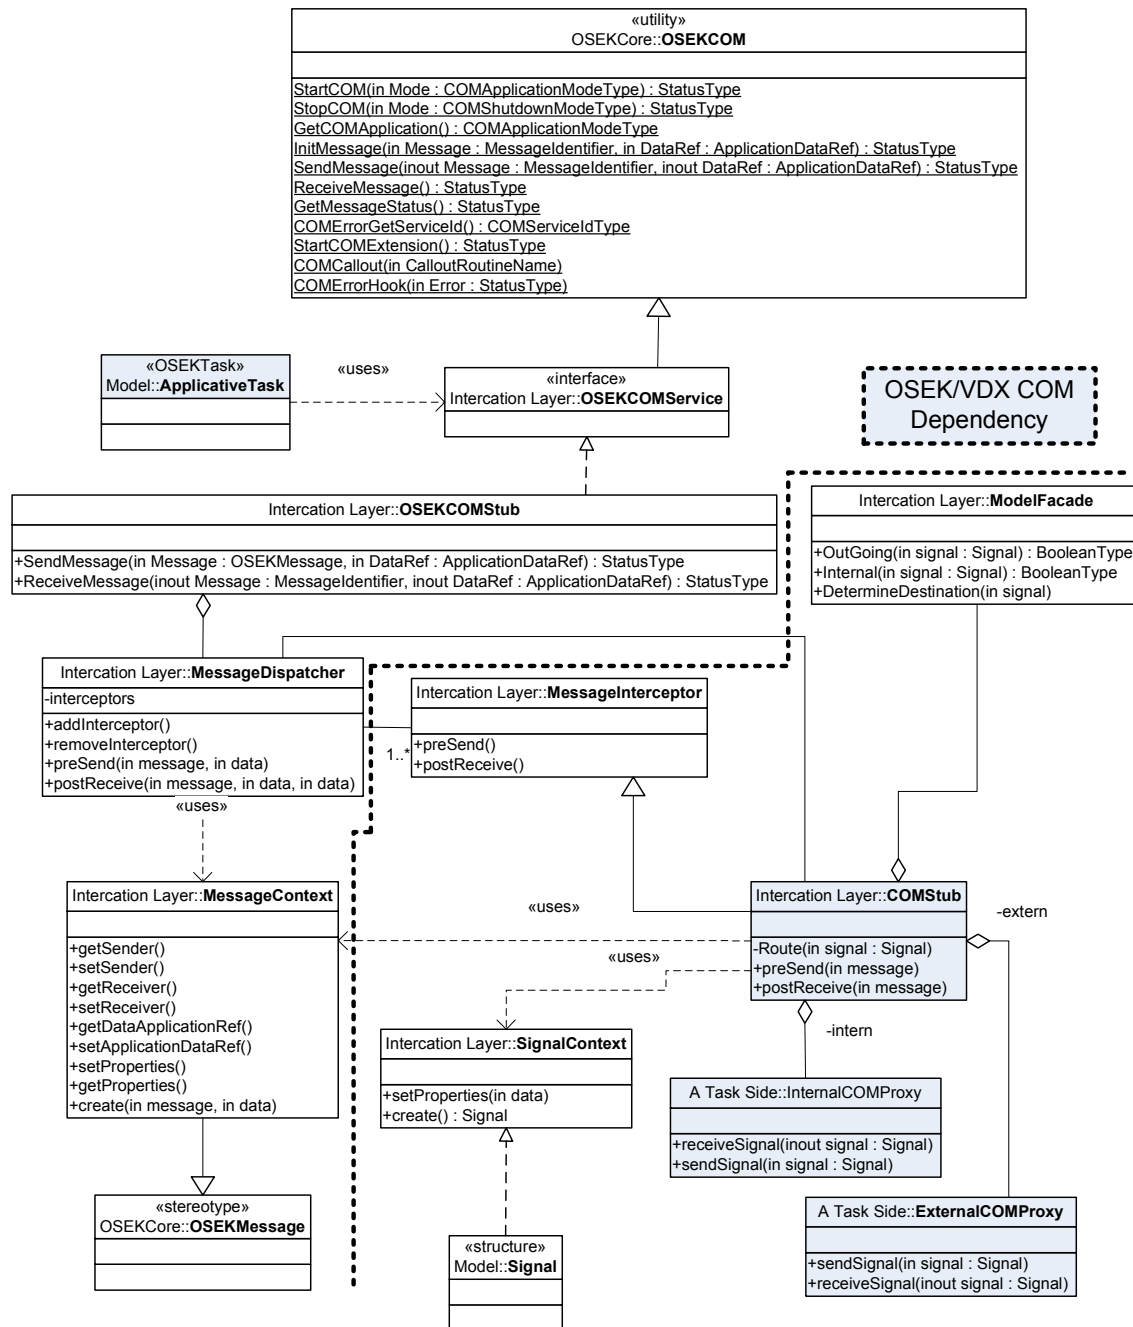 «utility»
OSEKCore::OSEKCOM
StartCOM(in Mode : COMApplicationModeType) : StatusType
StopCOM(in Mode : COMShutdownModeType) : StatusType
GetCOMApplication() : COMApplicationModeType
InitMessage(in Message : MessageIdentifier, in DataRef : ApplicationDataRef) : StatusType
SendMessage(inout Message : MessageIdentifier, inout DataRef : ApplicationDataRef) : StatusType
ReceiveMessage() : StatusType
GetMessageStatus() : StatusType
COMErrorGetServiceId() : COMServiceIdType
StartCOMExtension() : StatusType
COMCallout(in CalloutRoutineName)
COMErrorHook(in Error : StatusType)
«OSEKTask»
Model::ApplicativeTask
«uses»
«interface»
Intercation Layer::OSEKCOMService
OSEK/VDX COM
Dependency
Intercation Layer::OSEKCOMStub
+SendMessage(in Message : OSEKMessage, in DataRef : ApplicationDataRef) : StatusType
+ReceiveMessage(inout Message : MessageIdentifier, inout DataRef : ApplicationDataRef) : StatusType
Intercation Layer::ModelFacade
+OutGoing(in signal : Signal) : BooleanType
+Internal(in signal : Signal) : BooleanType
+DetermineDestination(in signal)
Intercation Layer::MessageDispatcher
-interceptors
+addInterceptor()
+removeInterceptor()
+preSend(in message, in data)
+postReceive(in message, in data, in data)
1..*
Intercation Layer::MessageInterceptor
+preSend()
+postReceive()
«uses»
Intercation Layer::MessageContext
+getSender()
+setSender()
+getReceiver()
+setReceiver()
+getDataApplicationRef()
+setApplicationDataRef()
+setProperties()
+getProperties()
+create(in message, in data)
«uses»
«uses»
Intercation Layer::COMStub
-Route(in signal : Signal)
+preSend(in message)
+postReceive(in message)
-extern
-intern
Intercation Layer::SignalContext
+setProperties(in data)
+create() : Signal
A Task Side::InternalCOMProxy
+receiveSignal(inout signal : Signal)
+sendSignal(in signal : Signal)
«stereotype»
OSEKCore::OSEKMessage
«structure»
Model::Signal
A Task Side::ExternalCOMProxy
+sendSignal(in signal : Signal)
+receiveSignal(inout signal : Signal)